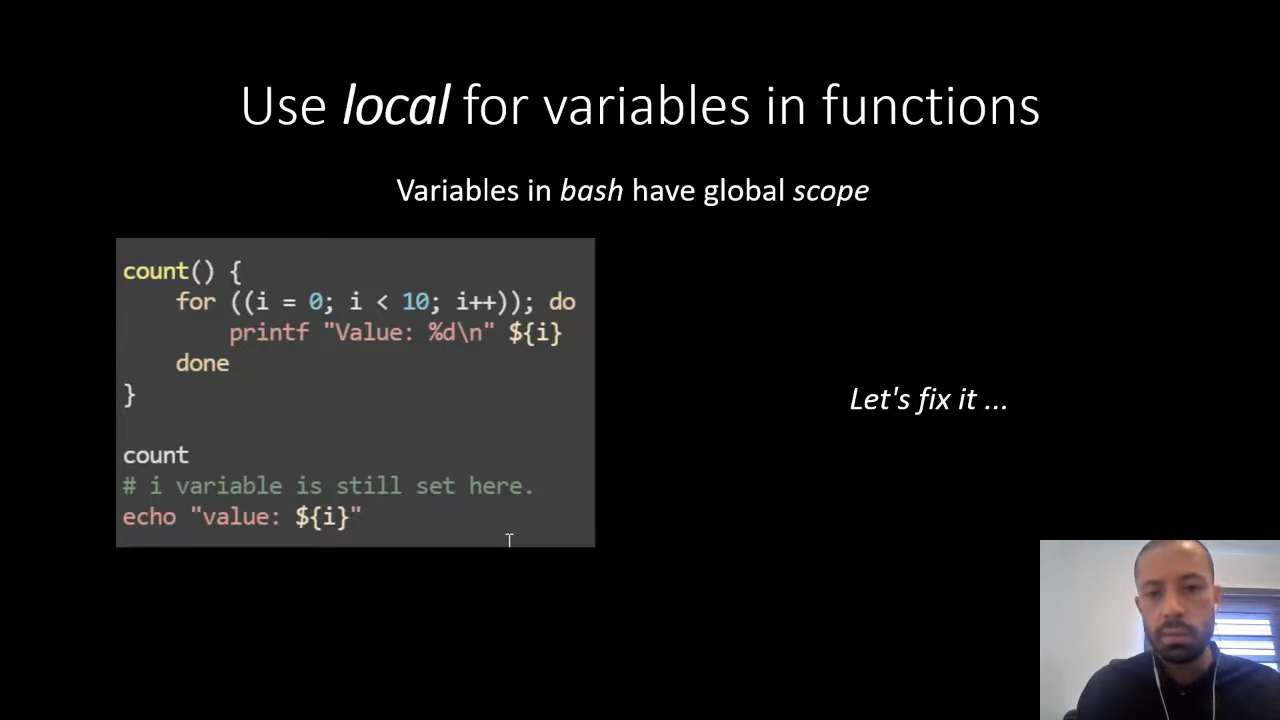 Use local for variables in functions
Variables in bash have global scope
count() {
    for ((i = 0; i < 10; i++)); do
        printf "Value: %d\n" ${i}
    done
}
count
# i variable is still set here.
echo "value: ${i}"
Let's fix it ...